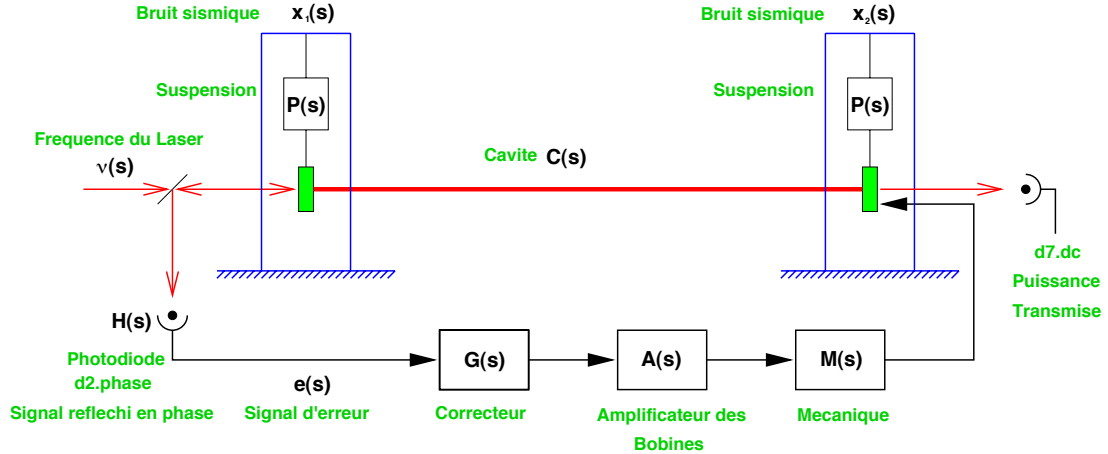 Bruit sismique x₁(s)
Bruit sismique x₂(s)
Suspension
P(s)
Suspension
P(s)
Frequence du Laser
ν(s)
Cavite C(s)
d7.dc
Puissance
Transmise
H(s)
Photodiode
d2.phase
Signal reflechi en phase
e(s)
Signal d'erreur
G(s)
Correcteur
A(s)
Amplificateur des
Bobines
M(s)
Mecanique